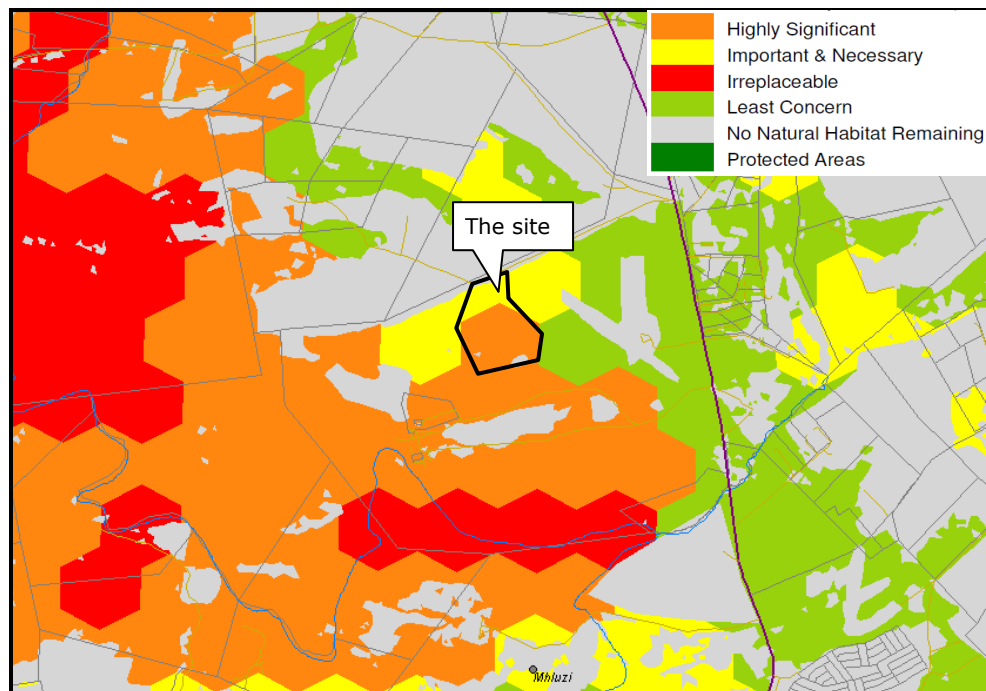 Highly Significant
Important & Necessary
Irreplaceable
Least Concern
No Natural Habitat Remaining
Protected Areas
The site
Mhluzi